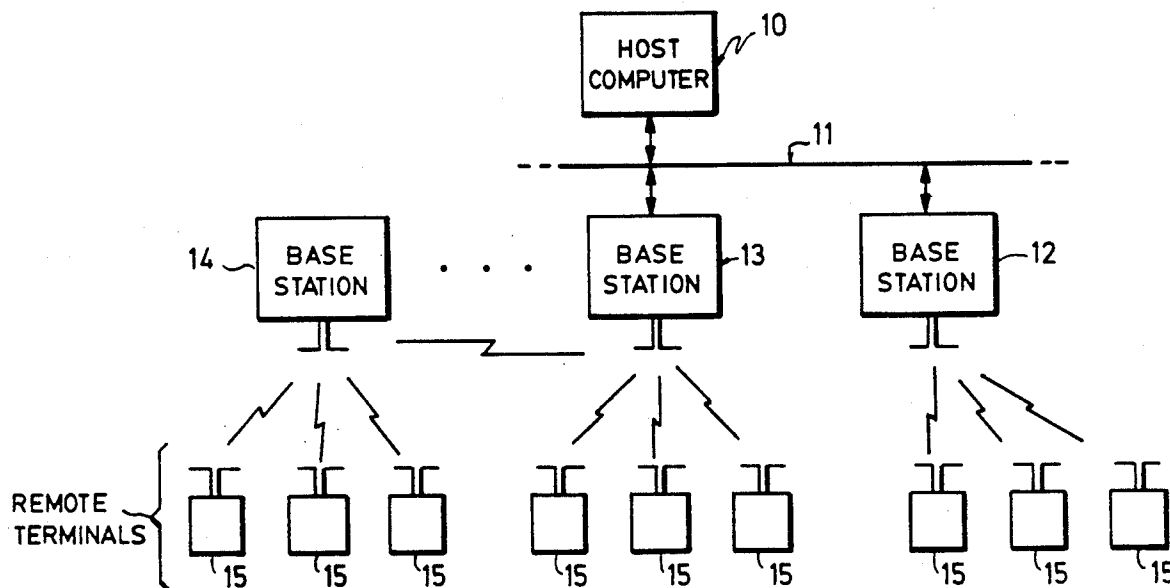 HOST
COMPUTER
10
11
14
BASE
STATION
. . .
BASE
STATION
13
BASE
STATION
12
REMOTE
TERMINALS
15
15
15
15
15
15
15
15
15